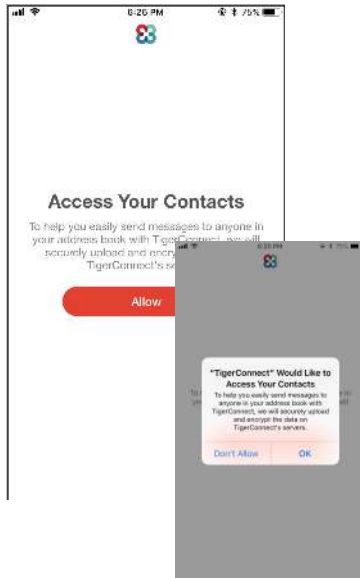 6:26 PM
75%
Access Your Contacts
To help you easily send messages to anyone in
your address book with TigerConnect, we will
securely upload and encry
TigerConnect's se
Allow
"TigerConnect" Would Like to
Access Your Contacts
To help you easily send messages to
anyone in your address book with
TigerConnect, we will securely upload
and encrypt the data on
TigerConnect's servers.
Don't Allow
OK